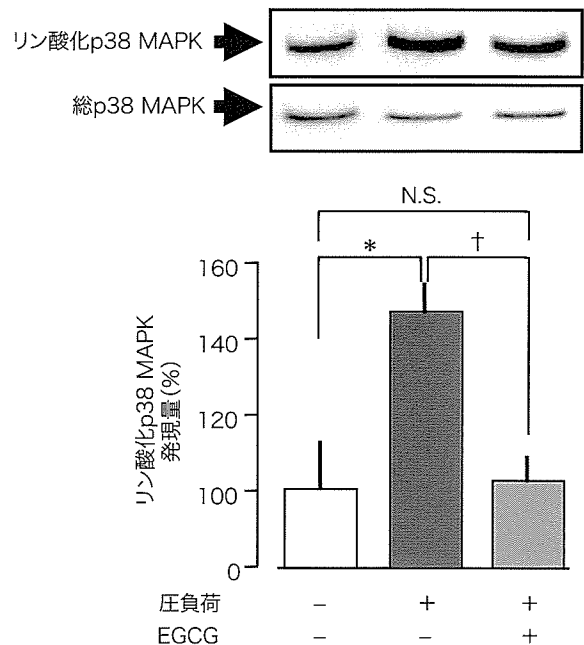 リン酸化p38 MAPK
総p38 MAPK
N.S.
* †
160
140
120
100
0
リン酸化p38 MAPK
発現量(%)
圧負荷 − + +
EGCG − − +